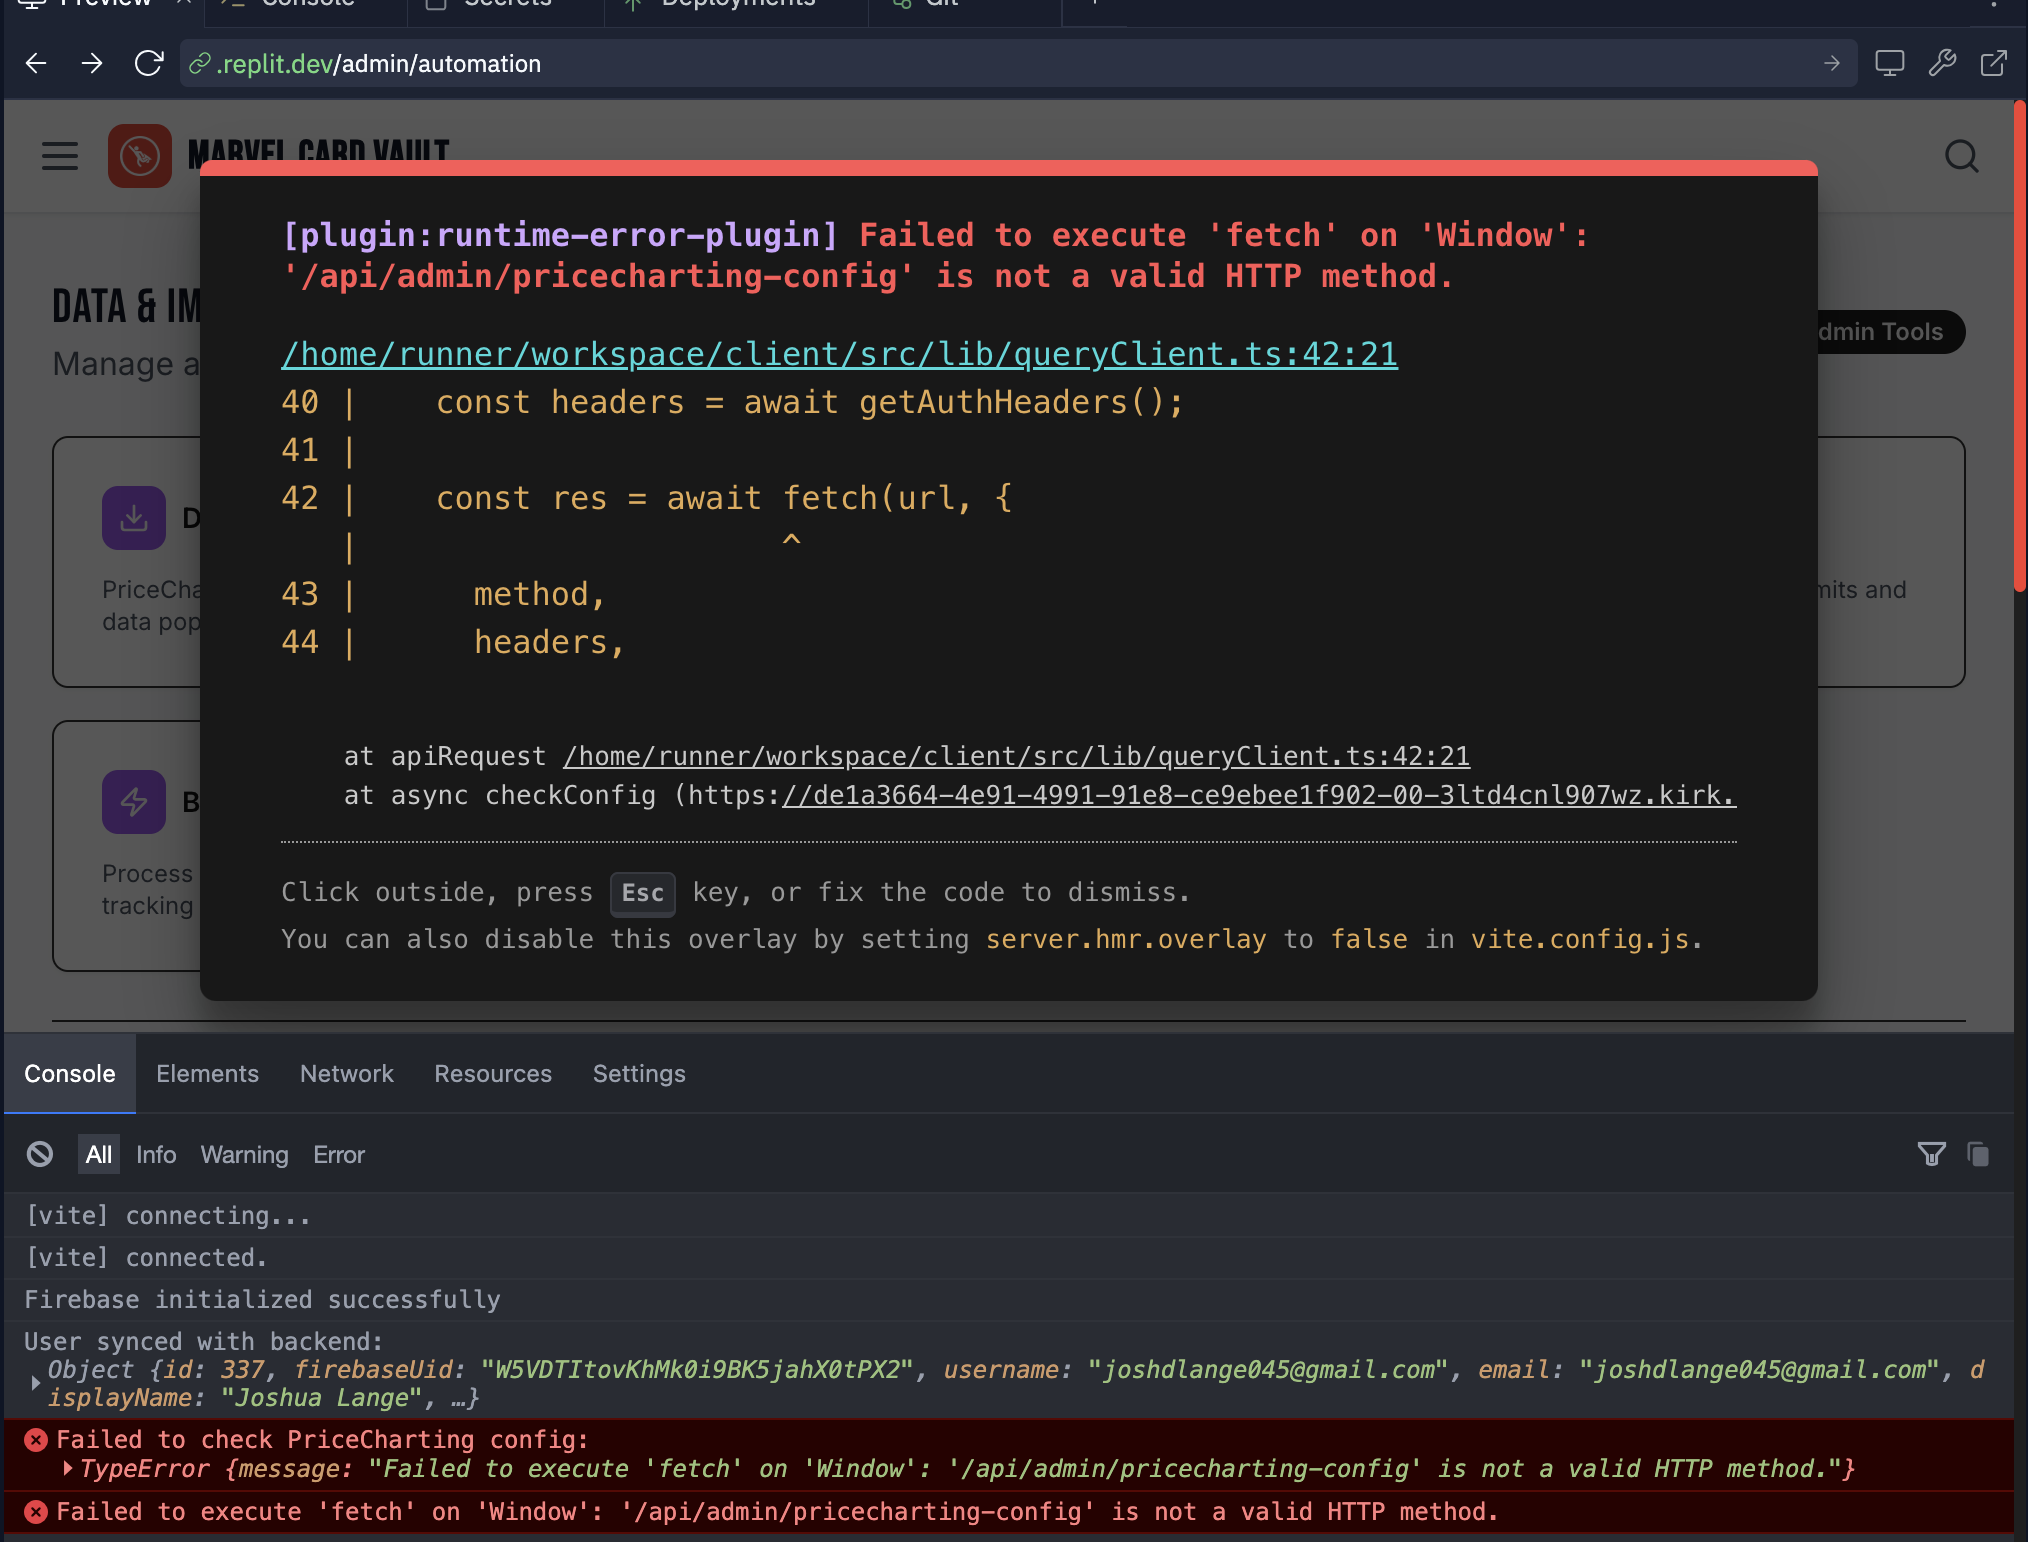 Preview
Console
Secrets
Deployments
Git
.replit.dev/admin/automation
MARVEL CARD VAULT
[plugin:runtime-error-plugin] Failed to execute 'fetch' on 'Window':
'/api/admin/pricecharting-config' is not a valid HTTP method.
DATA & IM
Manage a
dmin Tools
/home/runner/workspace/client/src/lib/queryClient.ts:42:21
40 | const headers = await getAuthHeaders();
41 |
42 | const res = await fetch(url, {
| ^
43 | method,
44 | headers,
D
PriceCha
data pop
mits and
at apiRequest /home/runner/workspace/client/src/lib/queryClient.ts:42:21
at async checkConfig (https://de1a3664-4e91-4991-91e8-ce9ebee1f902-00-3ltd4cnl907wz.kirk.
B
Process
tracking
Click outside, press Esc key, or fix the code to dismiss.
You can also disable this overlay by setting server.hmr.overlay to false in vite.config.js.
Console Elements Network Resources Settings
All Info Warning Error
[vite] connecting...
[vite] connected.
Firebase initialized successfully
User synced with backend:
Object {id: 337, firebaseUid: "W5VDTItovKhMk0i9BK5jahX0tPX2", username: "joshdlange045@gmail.com", email: "joshdlange045@gmail.com", d
isplayName: "Joshua Lange", …}
Failed to check PriceCharting config:
TypeError {message: "Failed to execute 'fetch' on 'Window': '/api/admin/pricecharting-config' is not a valid HTTP method."}
Failed to execute 'fetch' on 'Window': '/api/admin/pricecharting-config' is not a valid HTTP method.